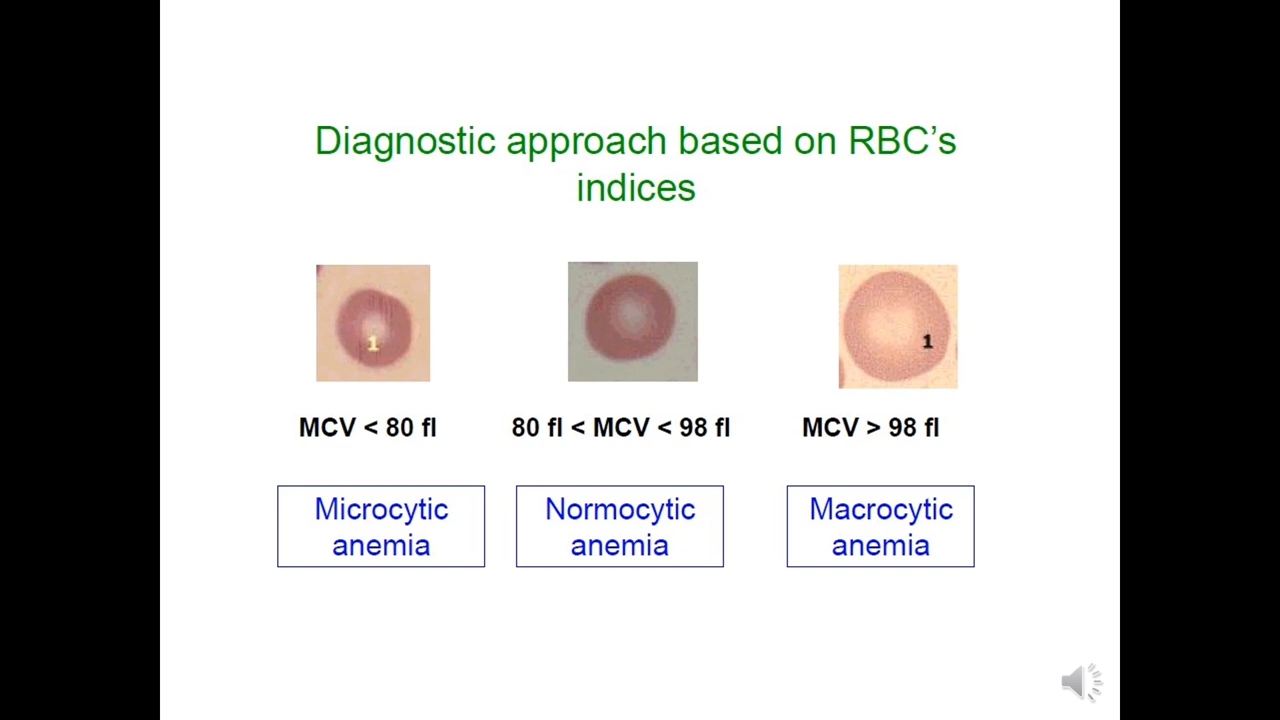 Diagnostic approach based on RBC’s
indices
1
1
MCV < 80 fl
80 fl < MCV < 98 fl
MCV > 98 fl
Microcytic
anemia
Normocytic
anemia
Macrocytic
anemia